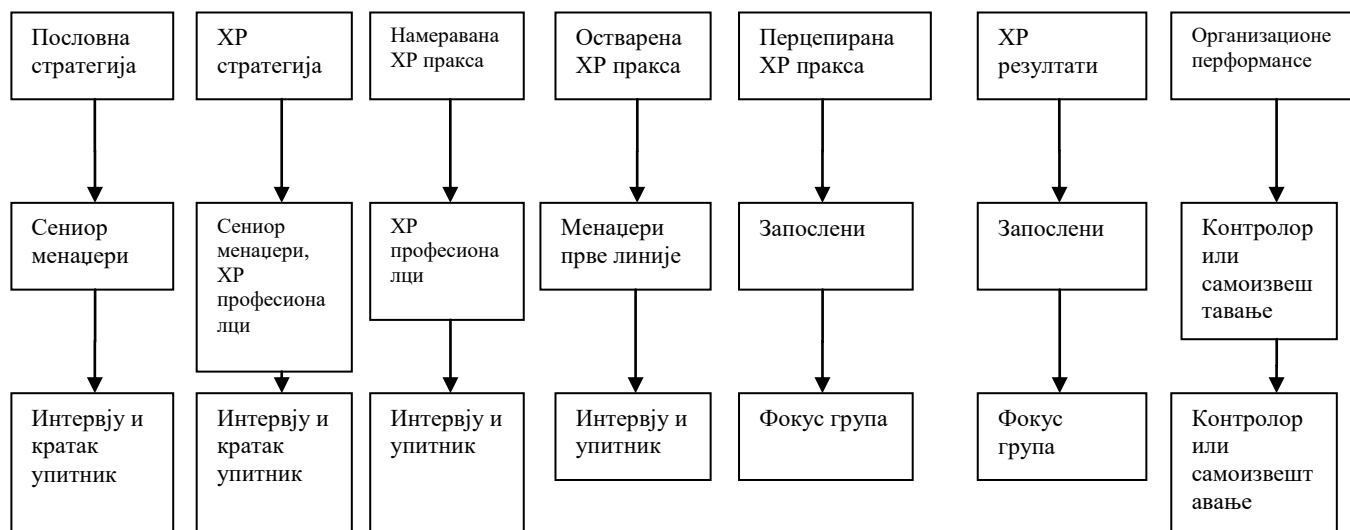 Пословна
стратегија
ХР
стратегија
Намеравана
ХР пракса
Остварена
ХР пракса
Перцепирана
ХР пракса
ХР
резултати
Организационе
перформансе
Сениор
менаџери
Сениор
менаџери,
ХР
професиона
лци
ХР
професиона
лци
Менаџери
прве линије
Запослени
Запослени
Контролор
или
самоизвеш
тавање
Интервју и
кратак
упитник
Интервју и
кратак
упитник
Интервју и
упитник
Интервју и
упитник
Фокус група
Фокус
група
Контролор
или
самоизвешт
авање